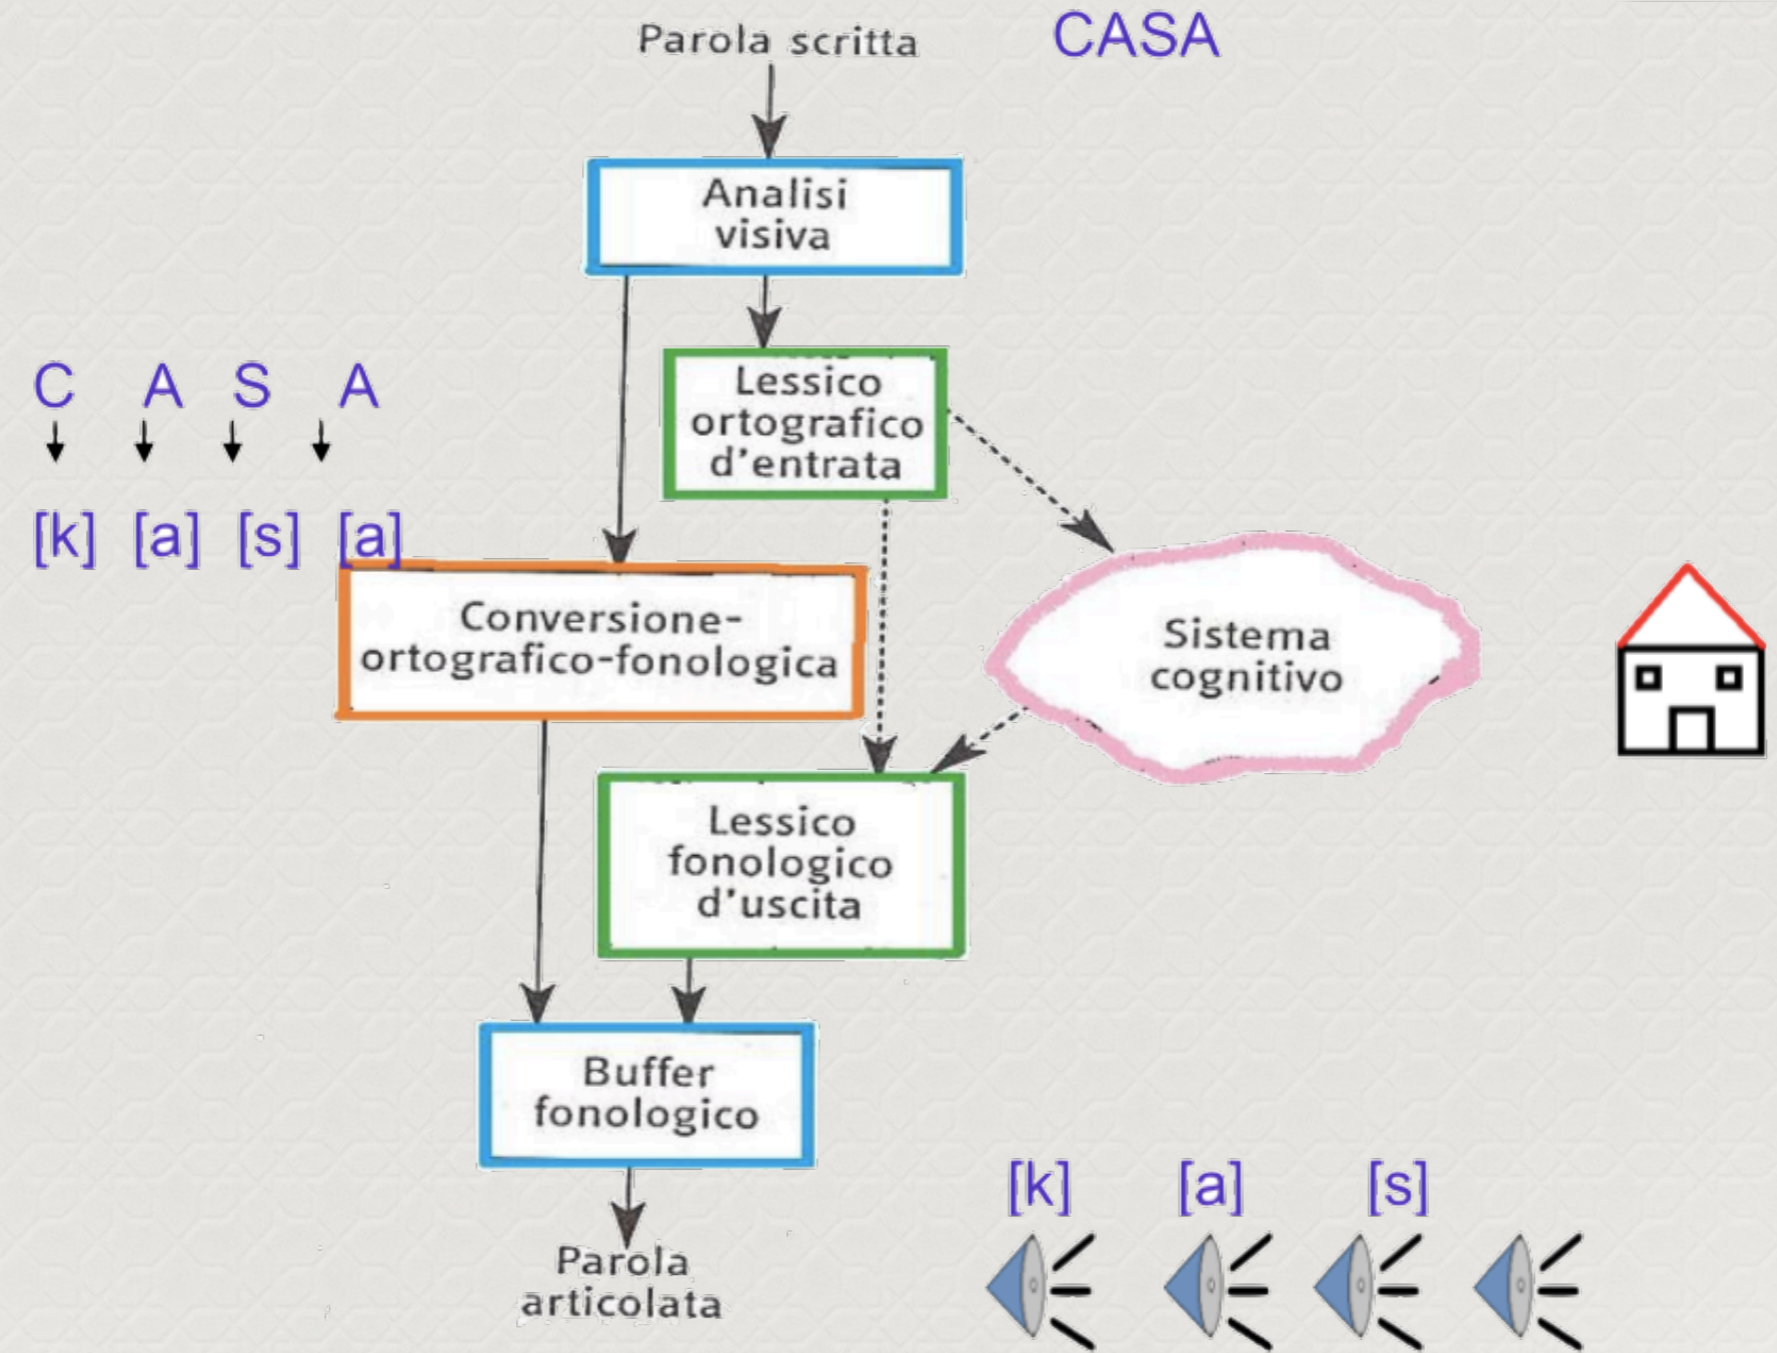 Parola scritta
CASA
Analisi
visiva
Lessico
ortografico
d'entrata
C A S A
[k] [a] [s] [a]
Conversione-
ortografico-fonologica
Sistema
cognitivo
Lessico
fonologico
d'uscita
Buffer
fonologico
Parola
articolata
[k] [a] [s]